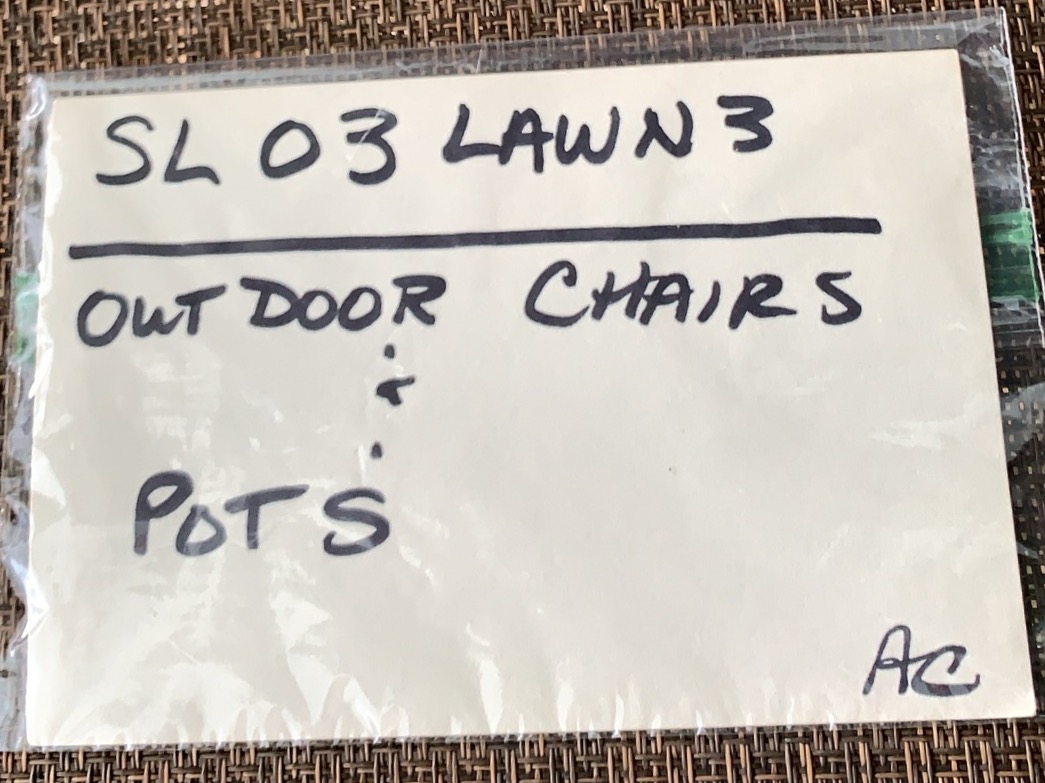 SL 03 LAWN 3
OUTDOOR CHAIRS
POTS
AC